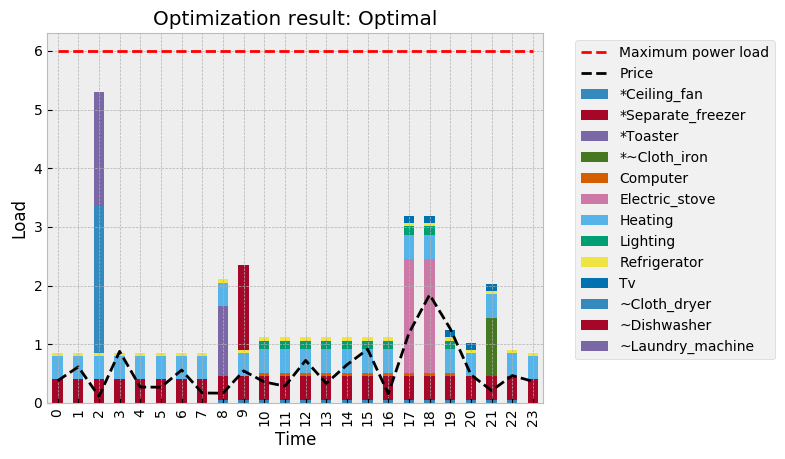 Optimization result: Optimal
6
5
4
3
2
1
0
Load
0 1 2 3 4 5 6 7 8 9 10 11 12 13 14 15 16 17 18 19 20 21 22 23
Time
Maximum power load
Price
*Ceiling_fan
*Separate_freezer
*Toaster
*~Cloth_iron
Computer
Electric_stove
Heating
Lighting
Refrigerator
Tv
~Cloth_dryer
~Dishwasher
~Laundry_machine